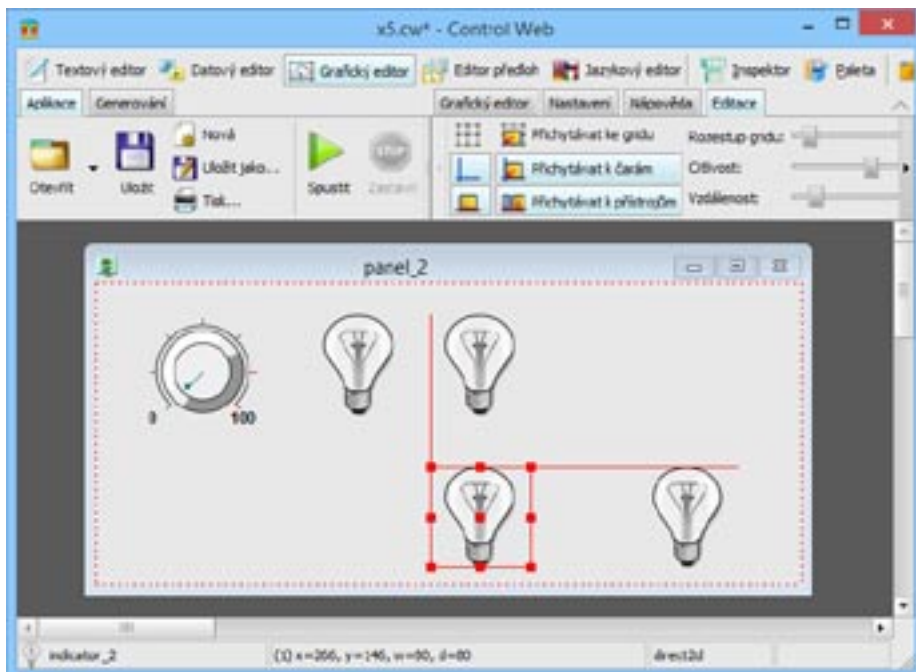 x5.cw* - Control Web
Textový editor Datový editor Grafický editor Editor předloh Jazykový editor Inspektor Paleta
Aplikace Generování Grafický editor Nastavení Nápověda Editace
Nová Přichytávat ke gridu Rozestup gridu:
Otevřít Uložit Uložit jako... Spustit Zastavit Přichytávat k čarám Citlivost:
Tisk... Přichytávat k přístrojům Vzdálenost:
panel_2
0 100
indicator_2 (1) x=266, y=146, w=80, d=80 direct2d